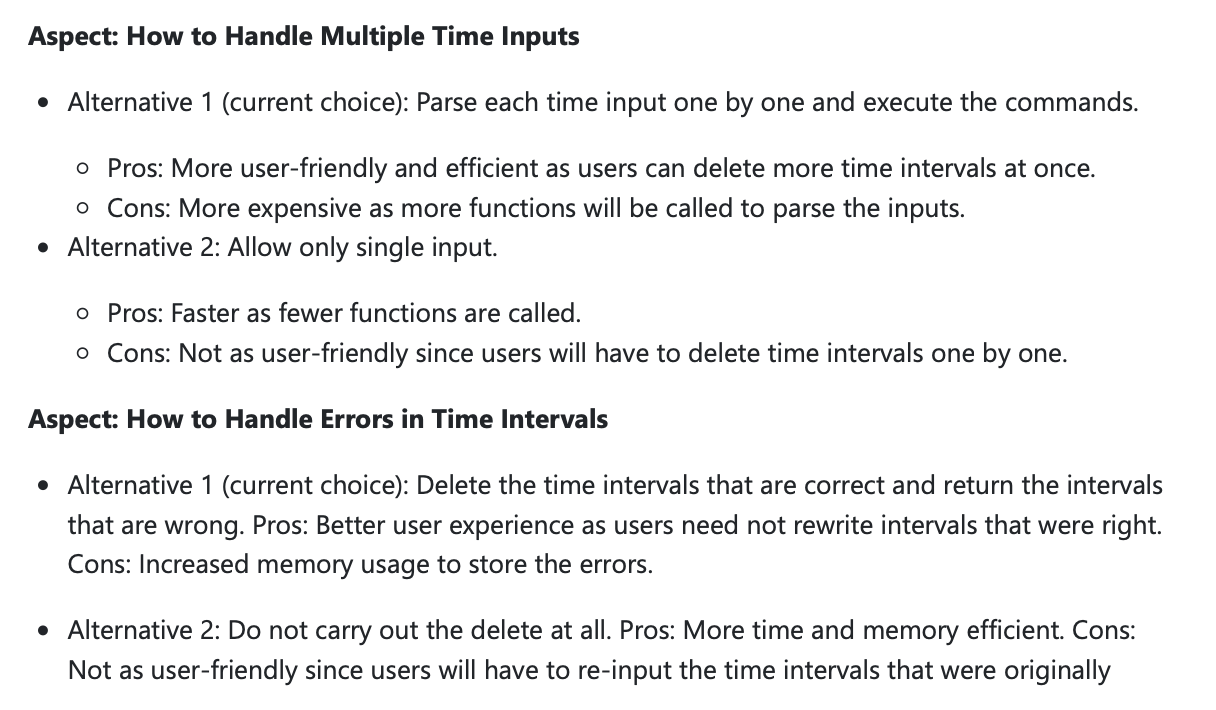 Aspect: How to Handle Multiple Time Inputs
Alternative 1 (current choice): Parse each time input one by one and execute the commands.
Pros: More user-friendly and efficient as users can delete more time intervals at once.
Cons: More expensive as more functions will be called to parse the inputs.
Alternative 2: Allow only single input.
Pros: Faster as fewer functions are called.
Cons: Not as user-friendly since users will have to delete time intervals one by one.
Aspect: How to Handle Errors in Time Intervals
Alternative 1 (current choice): Delete the time intervals that are correct and return the intervals
that are wrong. Pros: Better user experience as users need not rewrite intervals that were right.
Cons: Increased memory usage to store the errors.
Alternative 2: Do not carry out the delete at all. Pros: More time and memory efficient. Cons:
Not as user-friendly since users will have to re-input the time intervals that were originally